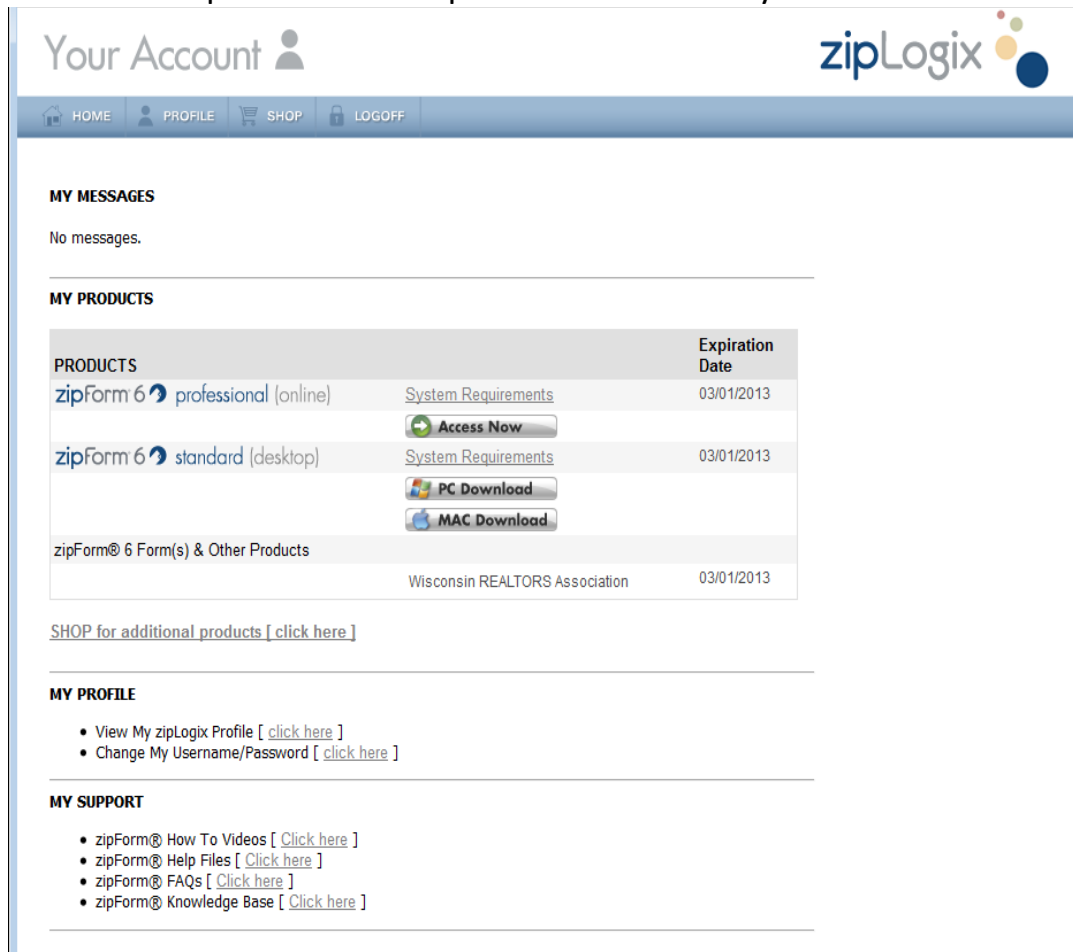 Your Account
zipLogix
HOME PROFILE SHOP LOGOFF
MY MESSAGES
No messages.
MY PRODUCTS
PRODUCTS Expiration Date
zipForm® 6 professional (online) System Requirements 03/01/2013
Access Now
zipForm® 6 standard (desktop) System Requirements 03/01/2013
PC Download
MAC Download
zipForm® 6 Form(s) & Other Products
Wisconsin REALTORS Association 03/01/2013
SHOP for additional products [ click here ]
MY PROFILE
• View My zipLogix Profile [ click here ]
• Change My Username/Password [ click here ]
MY SUPPORT
• zipForm® How To Videos [ Click here ]
• zipForm® Help Files [ Click here ]
• zipForm® FAQs [ Click here ]
• zipForm® Knowledge Base [ Click here ]